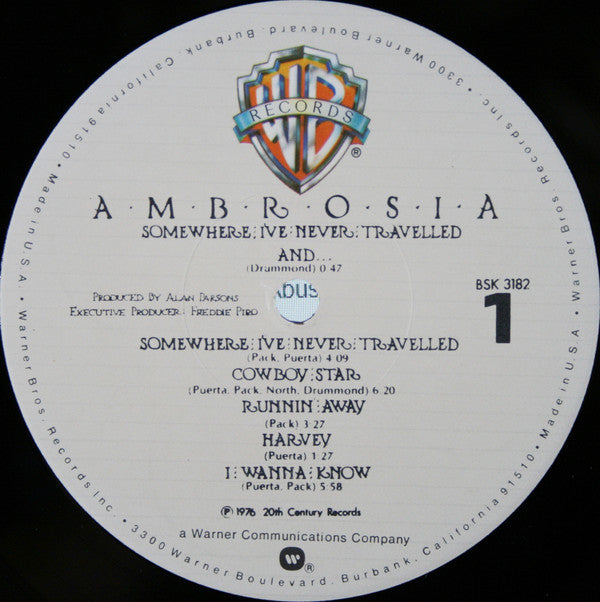 WB
RECORDS
®
A·M·B·R·O·S·I·A
SOMEWHERE I'VE NEVER TRAVELLED
AND...
(Drummond) 0 47
PRODUCED BY ALAN PARSONS
EXECUTIVE PRODUCER: FREDDIE PIRO
BSK 3182
1
SOMEWHERE I'VE NEVER TRAVELLED
(Pack, Puerta) 4 09
COWBOY STAR
(Puerta, Pack, North, Drummond) 6.20
RUNNIN' AWAY
(Pack) 3 27
HARVEY
(Puerta) 1 27
I WANNA KNOW
(Puerta, Pack) 5 58
℗ 1976 20th Century Records
a Warner Communications Company
®
Made in U.S.A. • Warner Bros. Records Inc. • 3300 Warner Boulevard, Burbank, California 91510 • Made in U.S.A. • Warner Bros. Records Inc. • 3300 Warner Boulevard, Burbank, California 91510 •